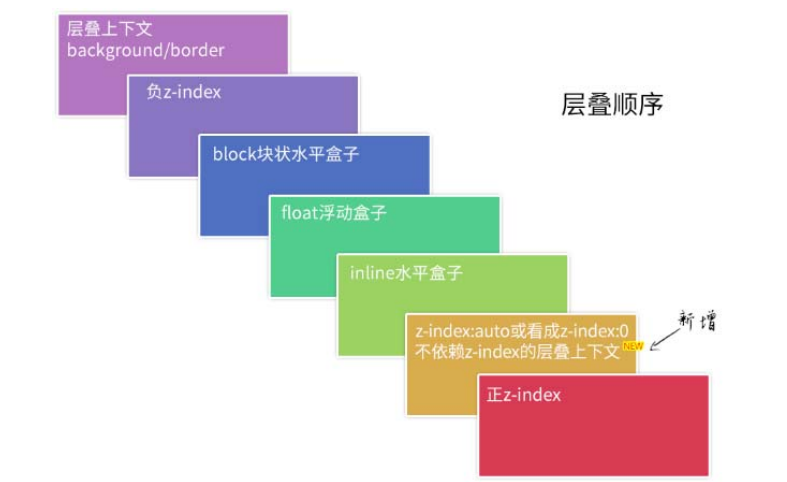 层叠上下文
background/border
负z-index
层叠顺序
block块状水平盒子
float浮动盒子
inline水平盒子
z-index:auto或看成z-index:0
不依赖z-index的层叠上下文
NEW
新增
正z-index